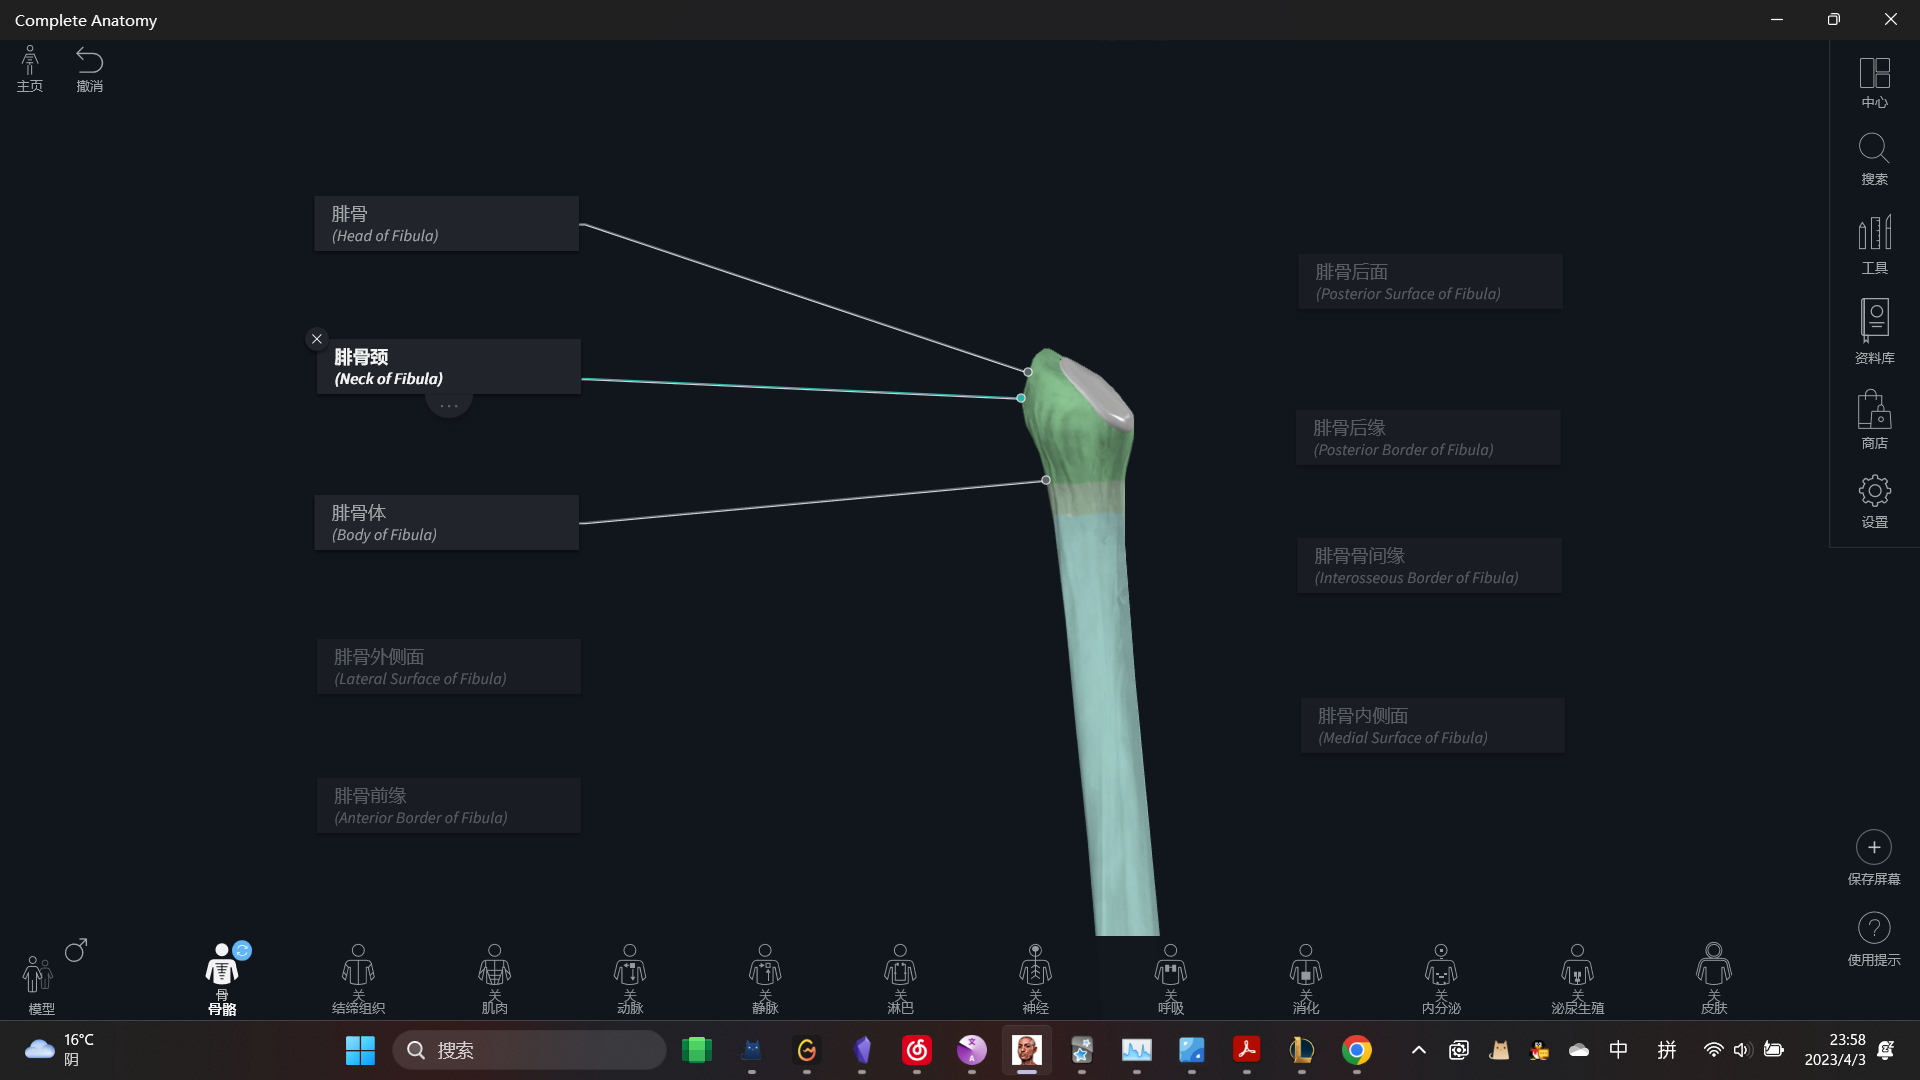 Complete Anatomy
主页
撤消
中心
搜索
工具
资料库
商店
设置
腓骨
(Head of Fibula)
腓骨颈
(Neck of Fibula)
...
腓骨体
(Body of Fibula)
腓骨外侧面
(Lateral Surface of Fibula)
腓骨前缘
(Anterior Border of Fibula)
腓骨后面
(Posterior Surface of Fibula)
腓骨后缘
(Posterior Border of Fibula)
腓骨骨间缘
(Interosseous Border of Fibula)
腓骨内侧面
(Medial Surface of Fibula)
保存屏幕
使用提示
模型
骨
骨骼
关
结缔组织
关
肌肉
关
动脉
关
静脉
关
淋巴
关
神经
关
呼吸
关
消化
关
内分泌
关
泌尿生殖
关
皮肤
16°C
阴
搜索
中
拼
23:58
2023/4/3